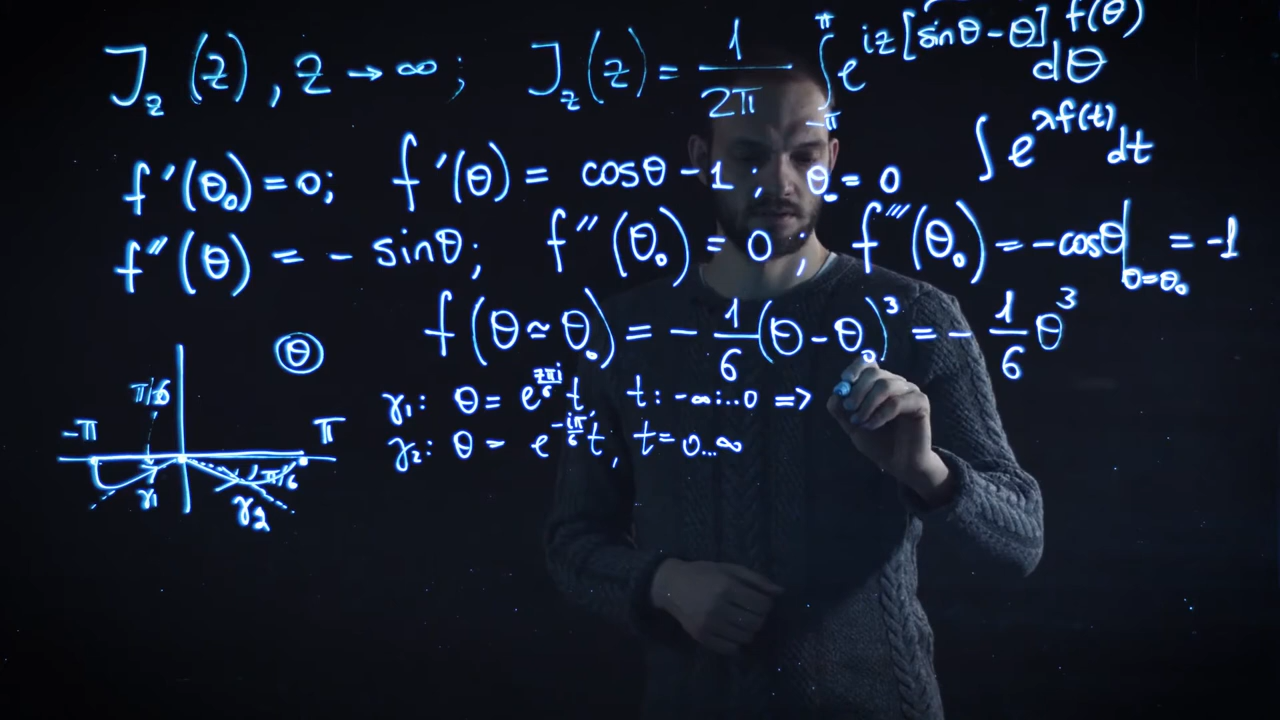 J_z(z), z → ∞; J_z(z) = 1/2π ∫_{-π}^{π} e^{iz[sinθ-θ]} dθ f(θ)
∫ e^{λf(t)} dt
f'(θ₀) = 0; f'(θ) = cosθ - 1; θ₀ = 0
f''(θ) = - sinθ; f''(θ₀) = 0; f'''(θ₀) = -cosθ|_{θ=θ₀} = -1
f(θ ≃ θ₀) = - 1/6 (θ - θ₀)³ = - 1/6 θ³
θ
π/6
-π π
γ₁ π/6
γ₂
γ₁: θ = e^{7πi/6} t, t: -∞...0 =>
γ₂: θ = e^{-iπ/6} t, t = 0...∞